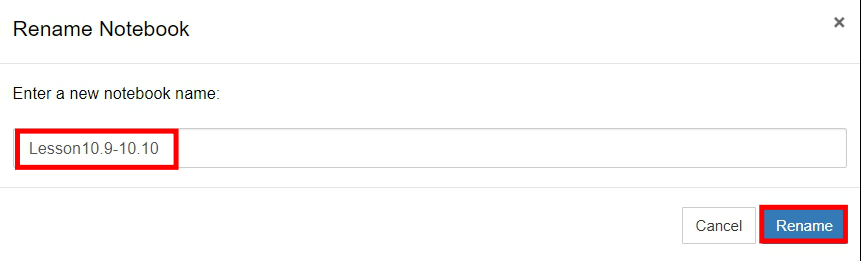 Rename Notebook ×
Enter a new notebook name:
Lesson10.9-10.10
Cancel Rename